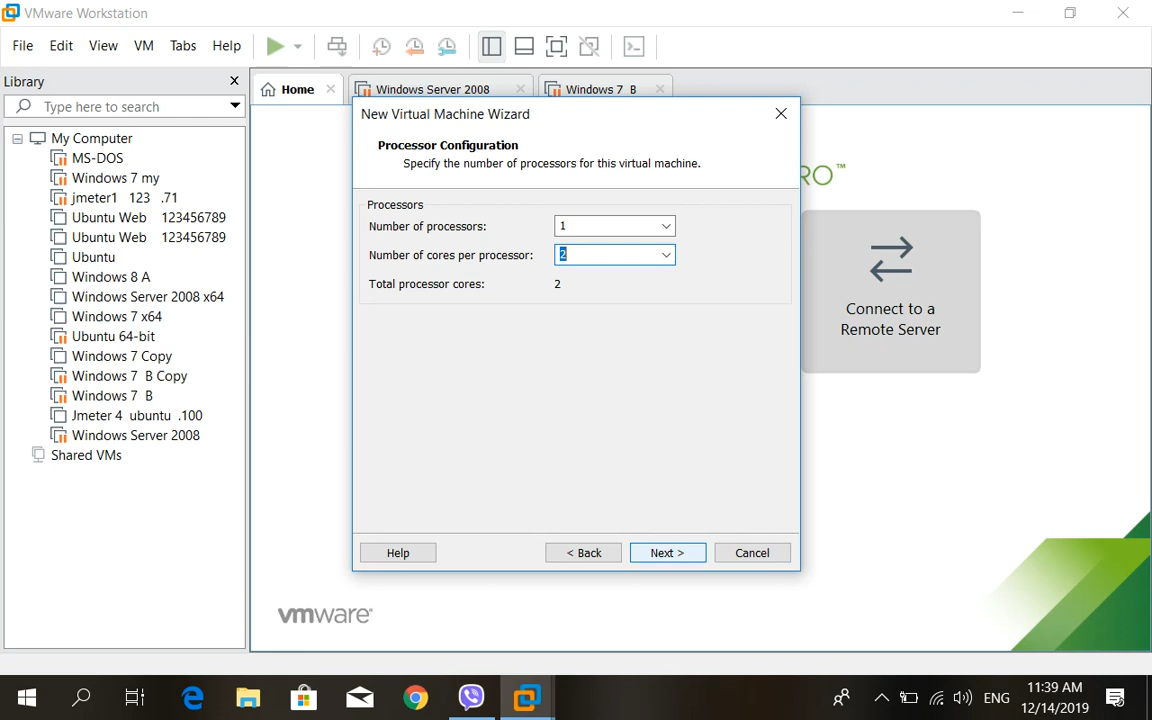 VMware Workstation
File Edit View VM Tabs Help
Library
Type here to search
My Computer
MS-DOS
Windows 7 my
jmeter1 123 .71
Ubuntu Web 123456789
Ubuntu Web 123456789
Ubuntu
Windows 8 A
Windows Server 2008 x64
Windows 7 x64
Ubuntu 64-bit
Windows 7 Copy
Windows 7 B Copy
Windows 7 B
Jmeter 4 ubuntu .100
Windows Server 2008
Shared VMs
Home Windows Server 2008 Windows 7 B
New Virtual Machine Wizard
Processor Configuration
Specify the number of processors for this virtual machine.
Processors
Number of processors: 1
Number of cores per processor: 2
Total processor cores: 2
Help < Back Next > Cancel
RO™
Connect to a
Remote Server
vmware®
ENG
11:39 AM
12/14/2019